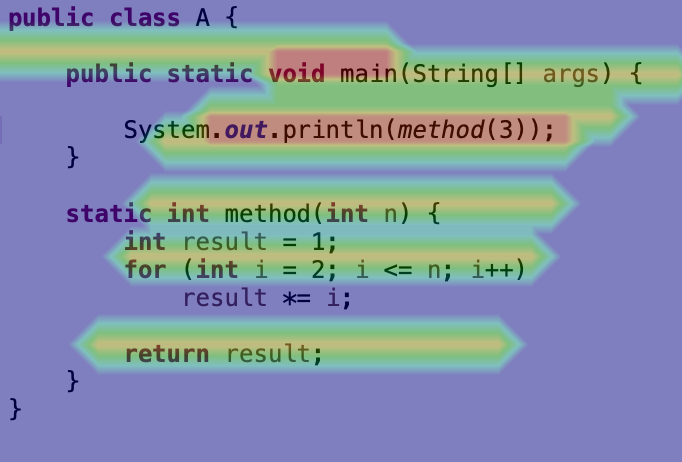 public class A {
public static void main(String[] args) {
System.out.println(method(3));
}
static int method(int n) {
int result = 1;
for (int i = 2; i <= n; i++)
result *= i;
return result;
}
}